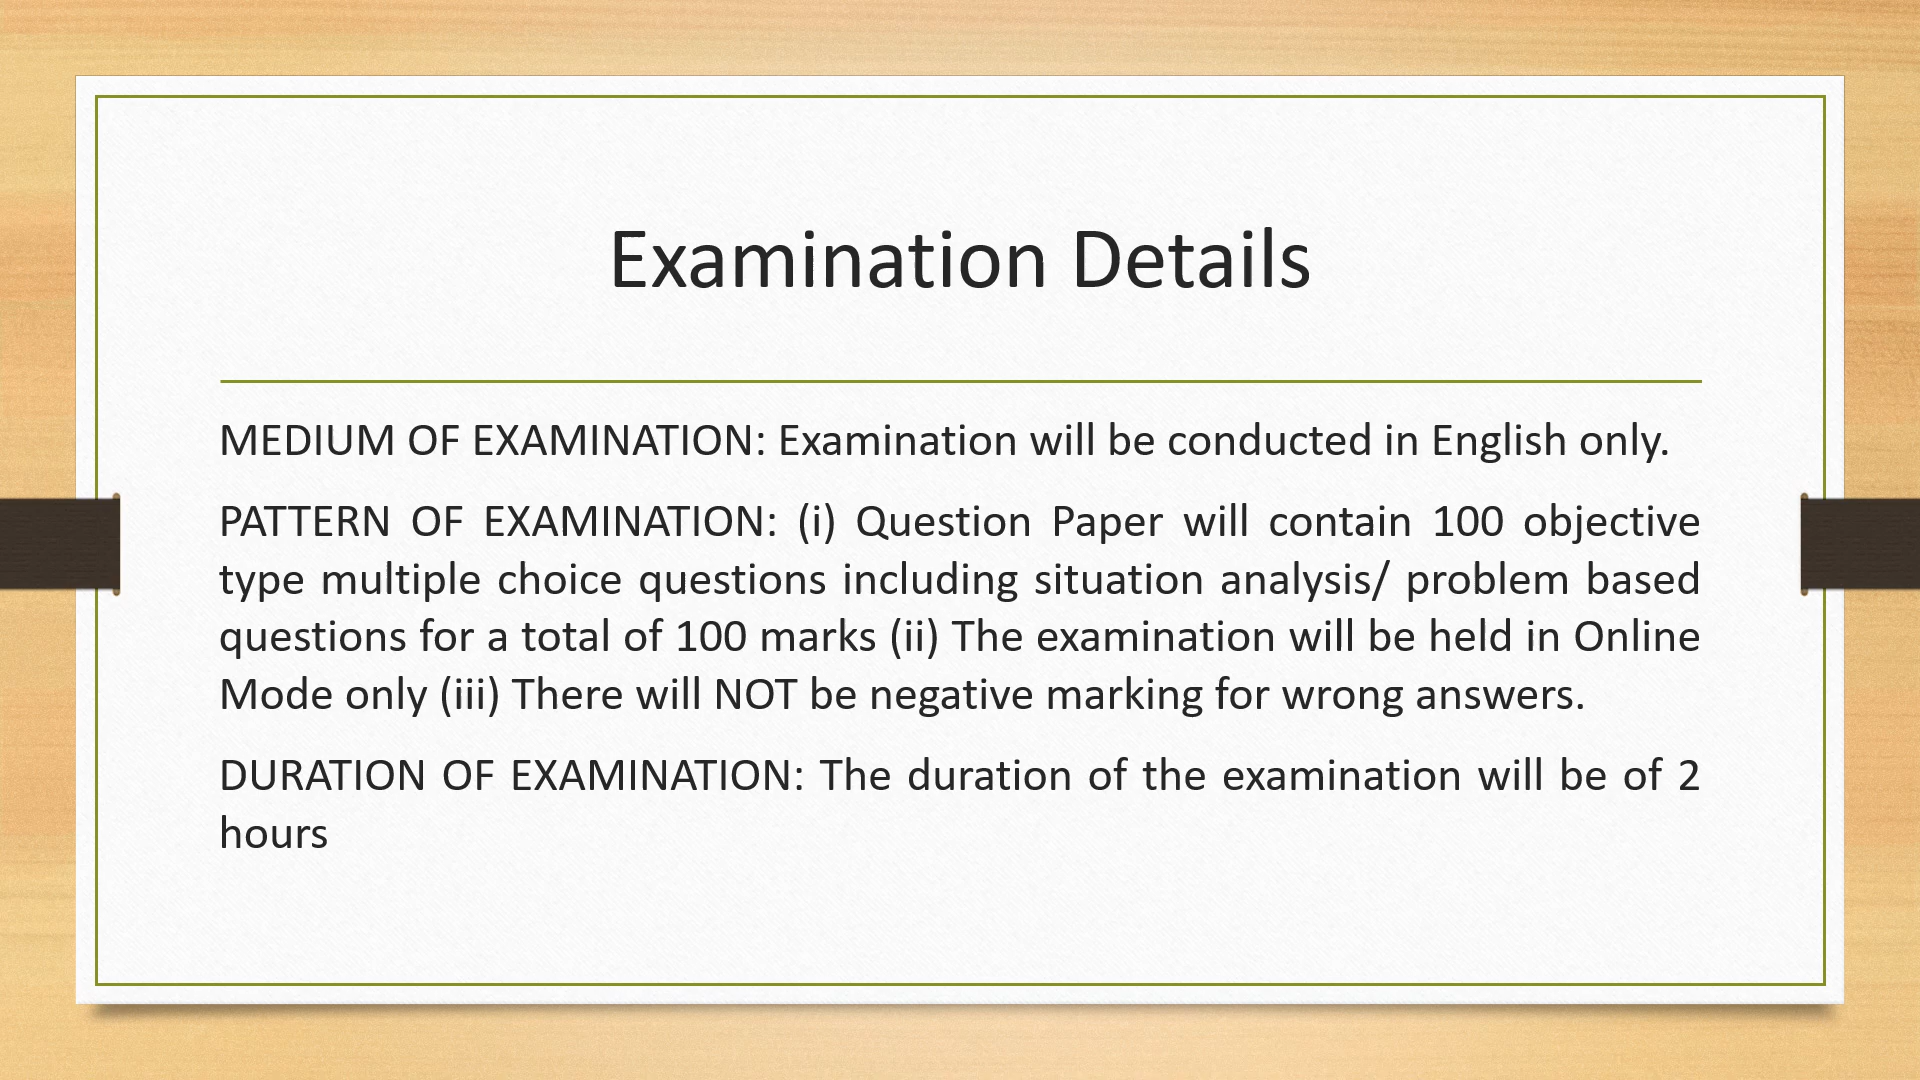 Examination Details
MEDIUM OF EXAMINATION: Examination will be conducted in English only.
PATTERN OF EXAMINATION: (i) Question Paper will contain 100 objective
type multiple choice questions including situation analysis/ problem based
questions for a total of 100 marks (ii) The examination will be held in Online
Mode only (iii) There will NOT be negative marking for wrong answers.
DURATION OF EXAMINATION: The duration of the examination will be of 2
hours